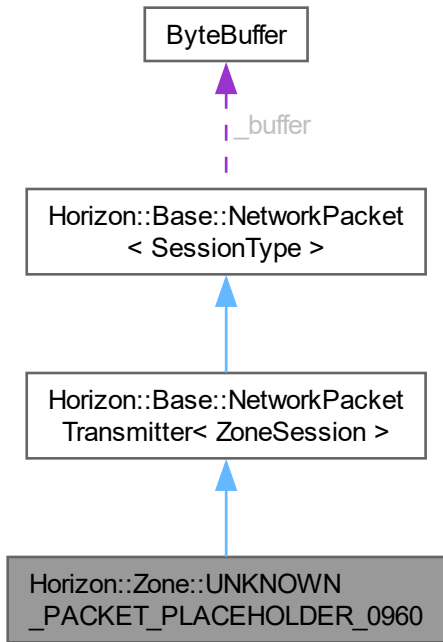 ByteBuffer
_buffer
Horizon::Base::NetworkPacket
< SessionType >
Horizon::Base::NetworkPacket
Transmitter< ZoneSession >
Horizon::Zone::UNKNOWN
_PACKET_PLACEHOLDER_0960